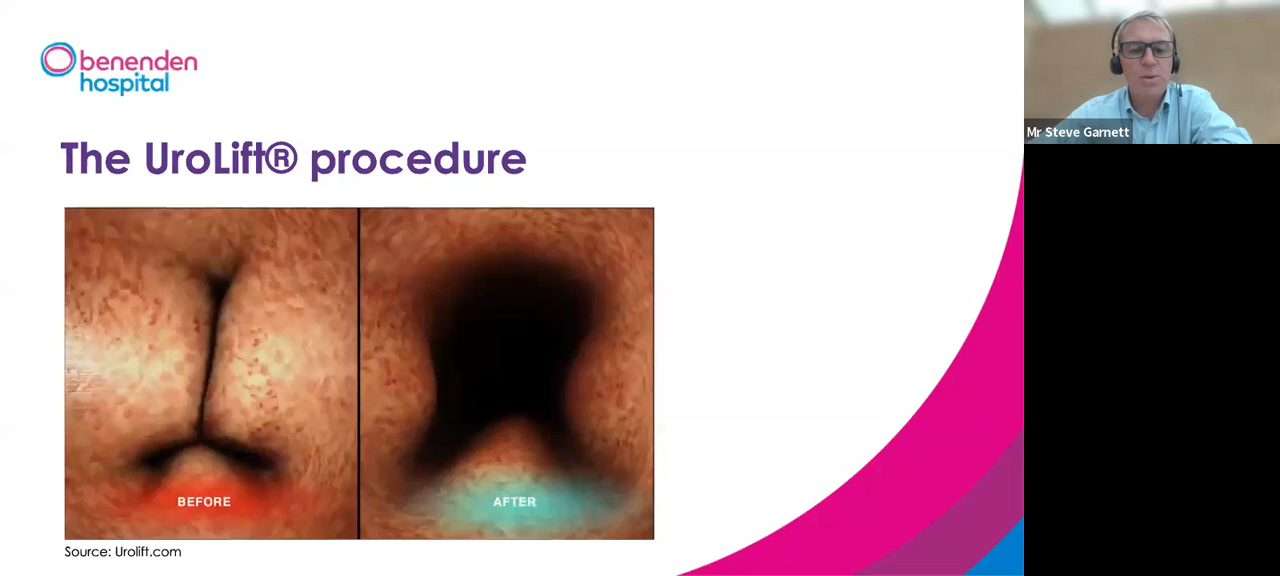 benenden
hospital
Mr Steve Garnett
The UroLift® procedure
BEFORE
AFTER
Source: Urolift.com